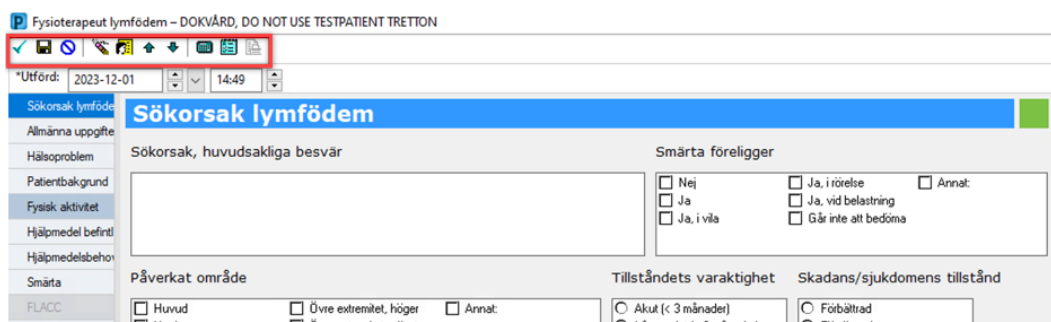 Fysioterapeut lymfödem – DOKVÅRD, DO NOT USE TESTPATIENT TRETTON
*Utförd: 2023-12-01 14:49
Sökorsak lymföde
Allmänna uppgifte
Hälsoproblem
Patientbakgrund
Fysisk aktivitet
Hjälpmedel befintl
Hjälpmedelsbehov
Smärta
FLACC
Sökorsak lymfödem
Sökorsak, huvudsakliga besvär
Smärta föreligger
Nej Ja, i rörelse Annat:
Ja Ja, vid belastning
Ja, i vila Går inte att bedöma
Påverkat område
Huvud Övre extremitet, höger Annat:
Tillståndets varaktighet
Akut (< 3 månader)
Skadans/sjukdomens tillstånd
Förbättrad